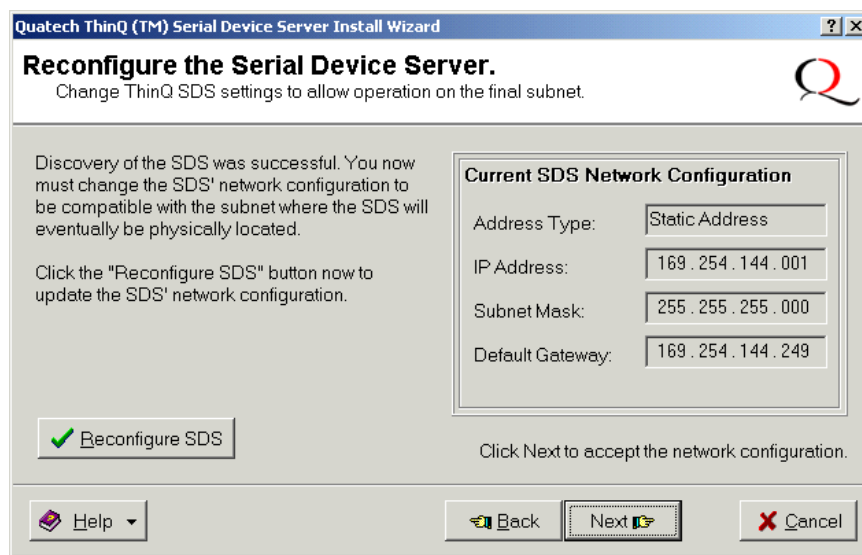 Quatech ThinQ (TM) Serial Device Server Install Wizard
Reconfigure the Serial Device Server.
Change ThinQ SDS settings to allow operation on the final subnet.
Discovery of the SDS was successful. You now
must change the SDS' network configuration to
be compatible with the subnet where the SDS will
eventually be physically located.
Click the "Reconfigure SDS" button now to
update the SDS' network configuration.
Reconfigure SDS
Current SDS Network Configuration
Address Type: Static Address
IP Address: 169 . 254 . 144 . 001
Subnet Mask: 255 . 255 . 255 . 000
Default Gateway: 169 . 254 . 144 . 249
Click Next to accept the network configuration.
Help
Back
Next
Cancel